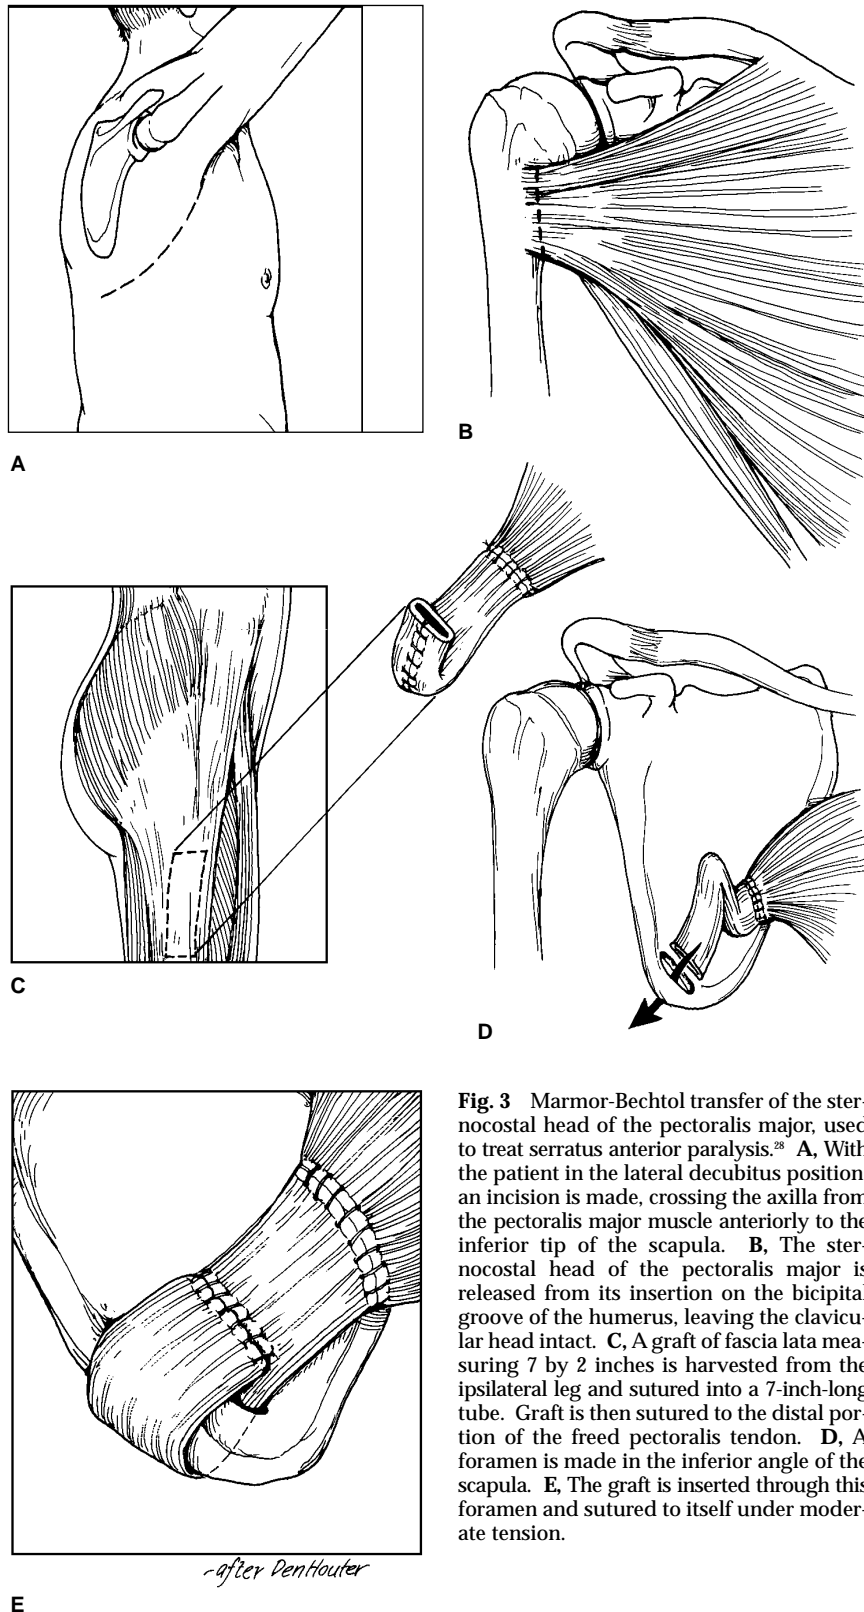 A
B
C
D
Fig. 3 Marmor-Bechtol transfer of the ster-
nocostal head of the pectoralis major, used
to treat serratus anterior paralysis.²⁸ A, With
the patient in the lateral decubitus position
an incision is made, crossing the axilla from
the pectoralis major muscle anteriorly to the
inferior tip of the scapula. B, The ster-
nocostal head of the pectoralis major is
released from its insertion on the bicipital
groove of the humerus, leaving the clavicu-
lar head intact. C, A graft of fascia lata mea-
suring 7 by 2 inches is harvested from the
ipsilateral leg and sutured into a 7-inch-long
tube. Graft is then sutured to the distal por-
tion of the freed pectoralis tendon. D, A
foramen is made in the inferior angle of the
scapula. E, The graft is inserted through this
foramen and sutured to itself under moder-
ate tension.
-after DenHouter
E